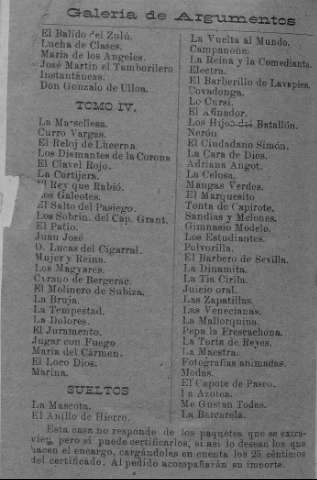 Galería de Argumentos
El Balido del Zulú.
Lucha de Clases.
María de los Angeles.
José Martín el Tamborilero
Instantáneas.
Don Gonzalo de Ulloa.
TOMO IV.
La Marsellesa.
Curro Vargas.
El Reloj de Lucerna.
Los Diamantes de la Corona
El Clavel Rojo.
La Cortijera.
El Rey que Rabió.
Los Galeotes.
El Salto del Pasiego.
Los Sobrin. del Cap. Grant.
El Patio.
Juan José
D. Lucas del Cigarral.
Mujer y Reina.
Los Magyares.
Cyrano de Bergerac.
El Molinero de Subiza.
La Bruja.
La Tempestad.
La Dolores.
El Juramento.
Jugar con Fuego
María del Cármen.
El Loco Dios.
Marina.
SUELTOS
La Mascota.
El Anillo de Hierro.
La Vuelta al Mundo.
Campanone.
La Reina y la Comedianta.
Electra.
El Barberillo de Lavapies.
Covadonga.
Lo Cursi.
El Afinador.
Los Hijos del Batallón.
Nerón
El Ciudadano Simón.
La Cara de Dios.
Adriana Angot.
La Celosa.
Mangas Verdes.
El Marquesito
Tonta de Capirote.
Sandías y Melones.
Gimnasio Modelo.
Los Estudiantes.
Polvorilla.
El Barbero de Sevilla.
La Dinamita.
La Tía Cirila.
Juicio oral.
Las Zapatillas.
Las Venecianas.
La Mallorquina.
Pepa la Frescachona.
La Torta de Reyes.
La Maestra.
Fotografías animadas.
Modas.
El Capote de Paseo.
La Azotea.
Me Gustan Todas.
La Barcarola.
Esta casa no responde de los paquetes que se extra-
vien, pero sí puede certificarlos, si así lo desean los que
hacen el encargo, cargándoles en cuenta los 25 céntimos
del certificado. Al pedido acompañarán su importe.